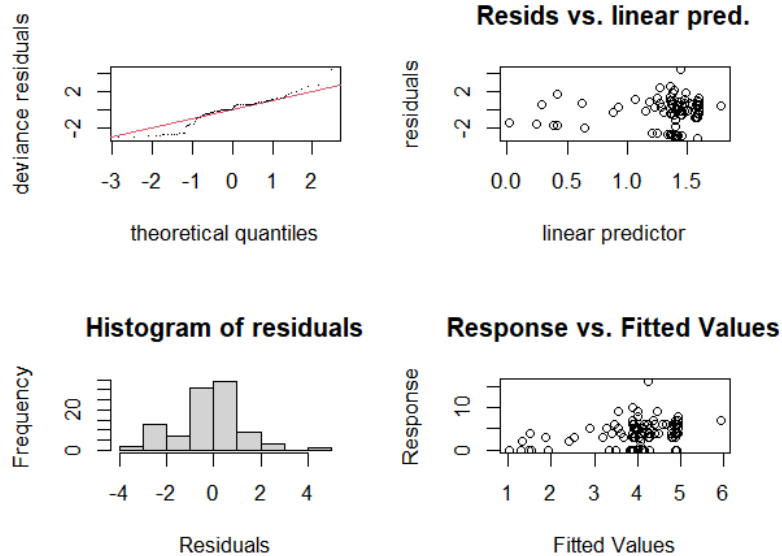 deviance residuals
2
-2
-3 -2 -1 0 1 2
theoretical quantiles
Resids vs. linear pred.
residuals
2
-2
0.0 0.5 1.0 1.5
linear predictor
Histogram of residuals
Frequency
20
0
-4 -2 0 2 4
Residuals
Response vs. Fitted Values
Response
10
0
1 2 3 4 5 6
Fitted Values